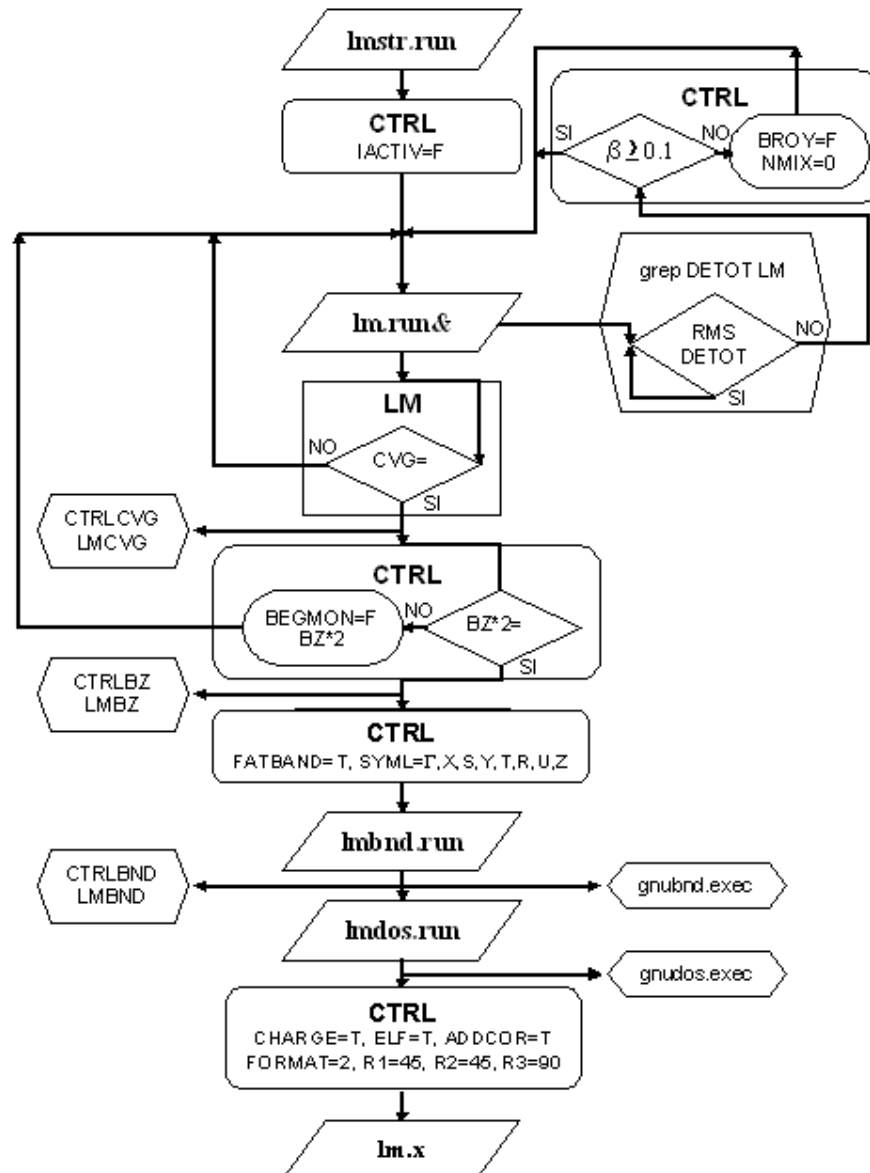 lmstr.run
CTRL
IACTIV=F
CTRL
SI
β ≥ 0.1
NO
BROY=F
NMIX=0
grep DETOT LM
RMS
DETOT
NO
SI
lm.run&
LM
NO
CVG=
SI
CTRLCVG
LMCVG
CTRL
BEGMON=F
BZ*2
NO
BZ*2=
SI
CTRLBZ
LMBZ
CTRL
FATBAND=T, SYML=Γ,X,S,Y,T,R,U,Z
lmbnd.run
CTRLBND
LMBND
gnubnd.exec
lmdos.run
gnudos.exec
CTRL
CHARGE=T, ELF=T, ADDCOR=T
FORMAT=2, R1=45, R2=45, R3=90
lm.x